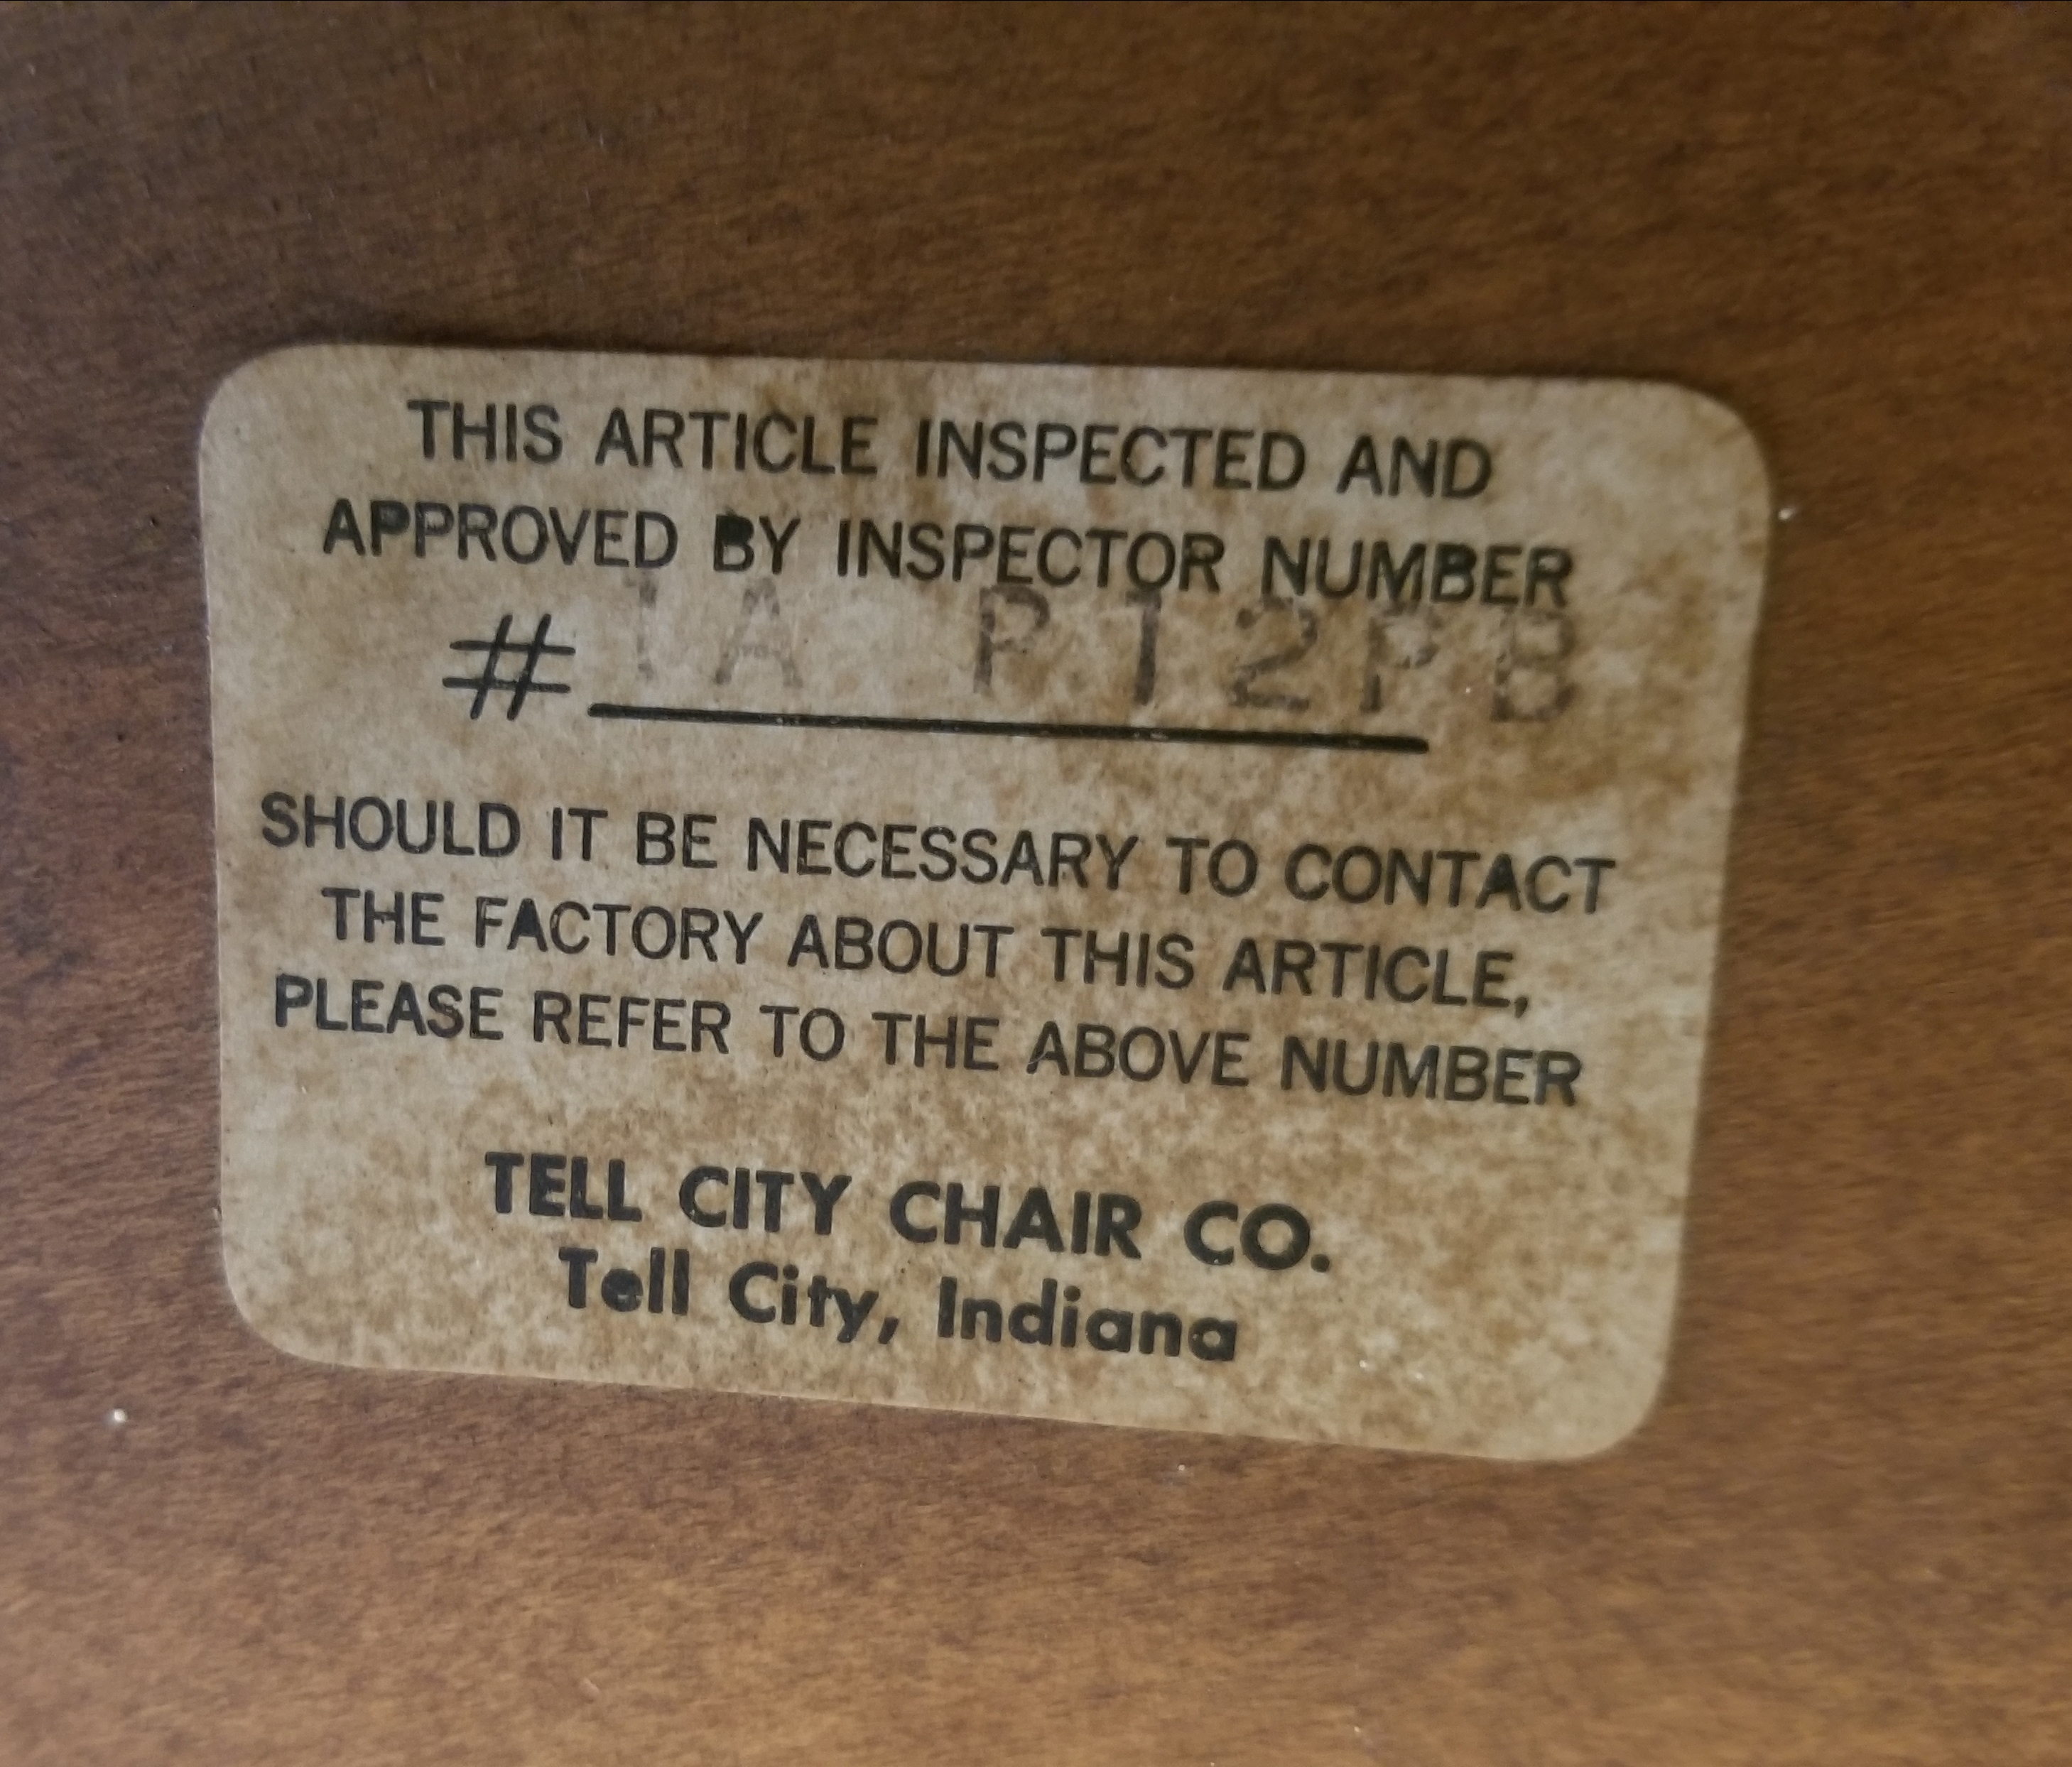 THIS ARTICLE INSPECTED AND
APPROVED BY INSPECTOR NUMBER
# 1A P12PB
SHOULD IT BE NECESSARY TO CONTACT
THE FACTORY ABOUT THIS ARTICLE,
PLEASE REFER TO THE ABOVE NUMBER
TELL CITY CHAIR CO.
Tell City, Indiana